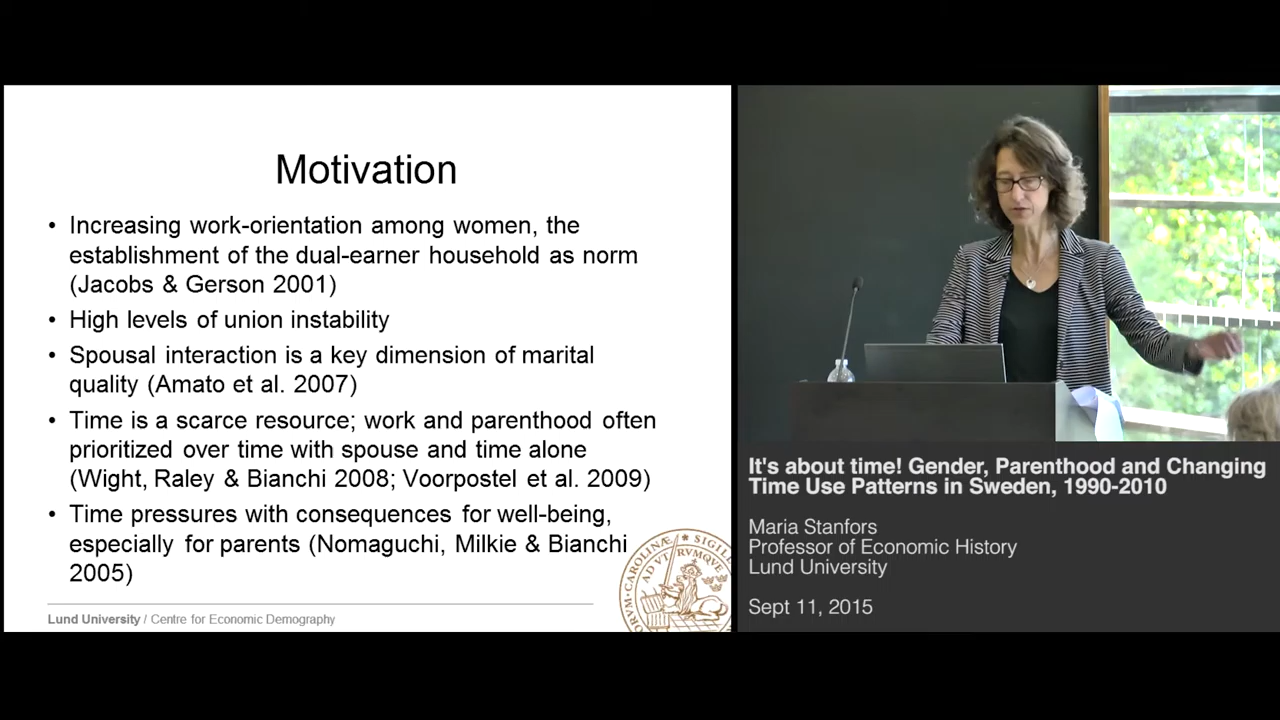 Motivation
• Increasing work-orientation among women, the
establishment of the dual-earner household as norm
(Jacobs & Gerson 2001)
• High levels of union instability
• Spousal interaction is a key dimension of marital
quality (Amato et al. 2007)
• Time is a scarce resource; work and parenthood often
prioritized over time with spouse and time alone
(Wight, Raley & Bianchi 2008; Voorpostel et al. 2009)
• Time pressures with consequences for well-being,
especially for parents (Nomaguchi, Milkie & Bianchi
2005)
CAROLINÆ * SIGILL
AD VTRVMQVE
Lund University / Centre for Economic Demography
It's about time! Gender, Parenthood and Changing
Time Use Patterns in Sweden, 1990-2010
Maria Stanfors
Professor of Economic History
Lund University
Sept 11, 2015